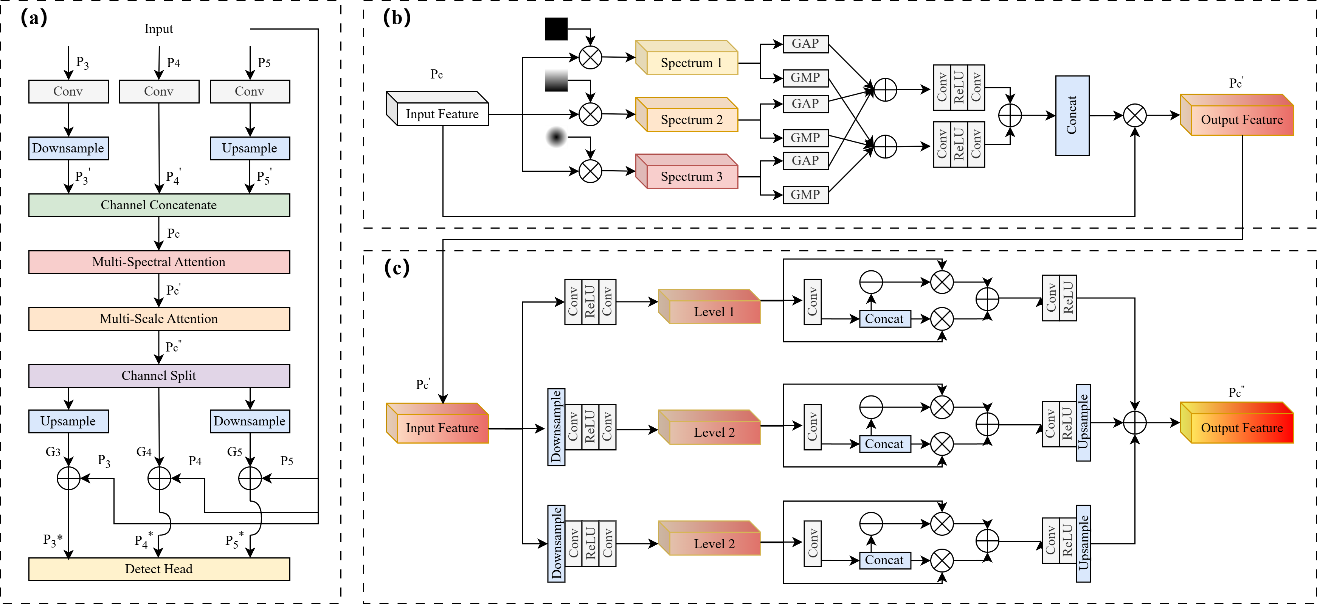 (a)
Input
P3 P4 P5
Conv Conv Conv
Downsample Upsample
P3' P4' P5'
Channel Concatenate
Pc
Multi-Spectral Attention
Pc'
Multi-Scale Attention
Pc"
Channel Split
Upsample Downsample
G3 P3 G4 P4 G5 P5
P3* P4* P5*
Detect Head
(b)
Pc
Input Feature
Spectrum 1
Spectrum 2
Spectrum 3
GAP
GMP
GAP
GMP
GAP
GMP
Conv ReLU Conv
Conv ReLU Conv
Concat
Pc'
Output Feature
(c)
Pc'
Input Feature
Conv ReLU Conv
Level 1
Conv
Concat
Conv ReLU
Downsample Conv ReLU Conv
Level 2
Conv
Concat
Conv ReLU Upsample
Downsample Conv ReLU Conv
Level 2
Conv
Concat
Conv ReLU Upsample
Pc"
Output Feature